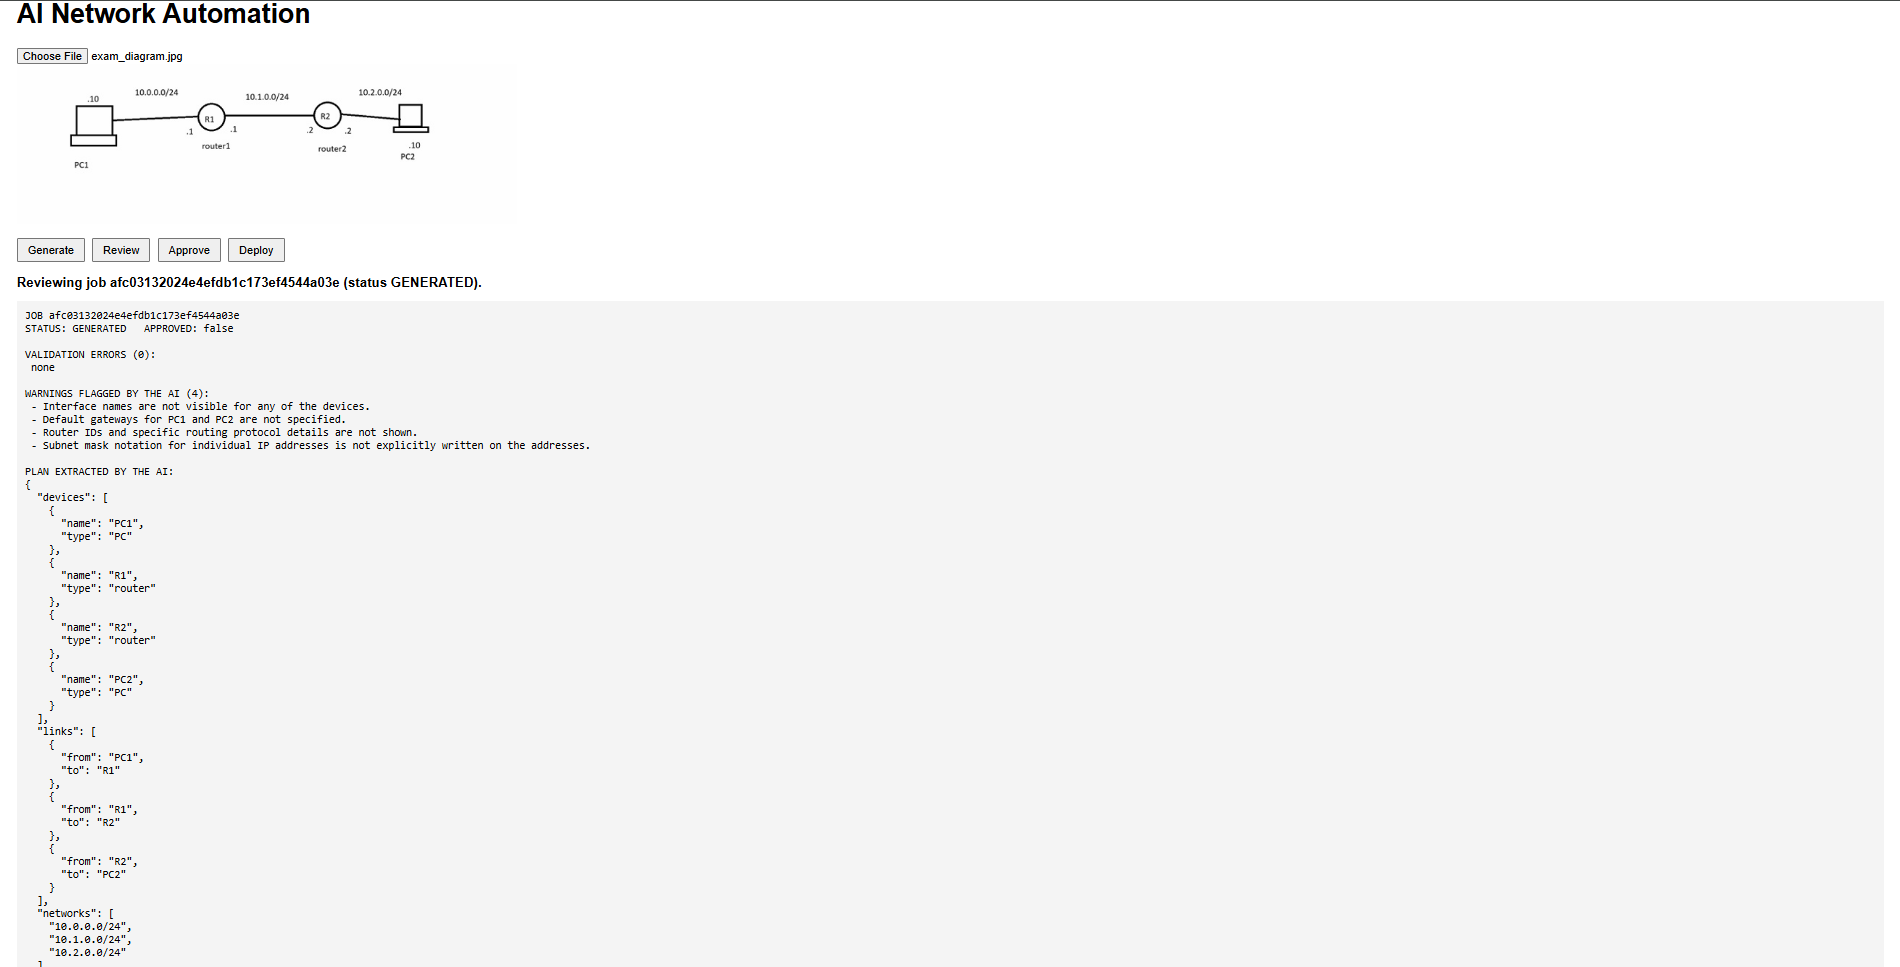 AI Network Automation
Choose File exam_diagram.jpg
.10
10.0.0.0/24
10.1.0.0/24
10.2.0.0/24
R1
R2
.1
.1
.2
.2
router1
router2
.10
PC2
PC1
Generate Review Approve Deploy
Reviewing job afc03132024e4efdb1c173ef4544a03e (status GENERATED).
JOB afc03132024e4efdb1c173ef4544a03e
STATUS: GENERATED   APPROVED: false
VALIDATION ERRORS (0):
none
WARNINGS FLAGGED BY THE AI (4):
- Interface names are not visible for any of the devices.
- Default gateways for PC1 and PC2 are not specified.
- Router IDs and specific routing protocol details are not shown.
- Subnet mask notation for individual IP addresses is not explicitly written on the addresses.
PLAN EXTRACTED BY THE AI:
{
  "devices": [
    {
      "name": "PC1",
      "type": "PC"
    },
    {
      "name": "R1",
      "type": "router"
    },
    {
      "name": "R2",
      "type": "router"
    },
    {
      "name": "PC2",
      "type": "PC"
    }
  ],
  "links": [
    {
      "from": "PC1",
      "to": "R1"
    },
    {
      "from": "R1",
      "to": "R2"
    },
    {
      "from": "R2",
      "to": "PC2"
    }
  ],
  "networks": [
    "10.0.0.0/24",
    "10.1.0.0/24",
    "10.2.0.0/24"
  ]